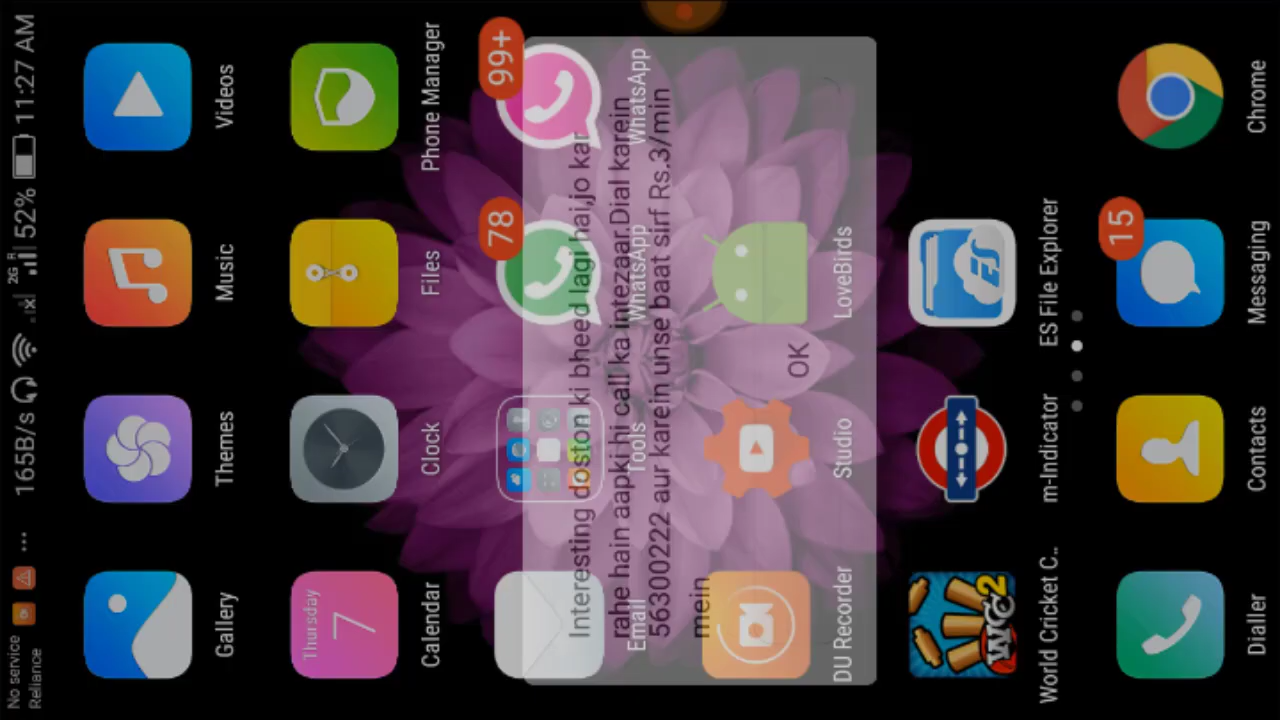 No service
Reliance
165B/s
2G R
52%
11:27 AM
Gallery
Themes
Music
Videos
Thursday
7
Calendar
Clock
Files
Phone Manager
78
99+
Email
Tools
WhatsApp
WhatsApp
Interesting doston ki bheed lagi hai,jo kar
rahe hain aapki hi call ka intezaar.Dial karein
56300222 aur karein unse baat sirf Rs.3/min
mein
OK
DU Recorder
Studio
LoveBirds
WC2
ES
World Cricket C..
m-Indicator
ES File Explorer
15
Dialler
Contacts
Messaging
Chrome